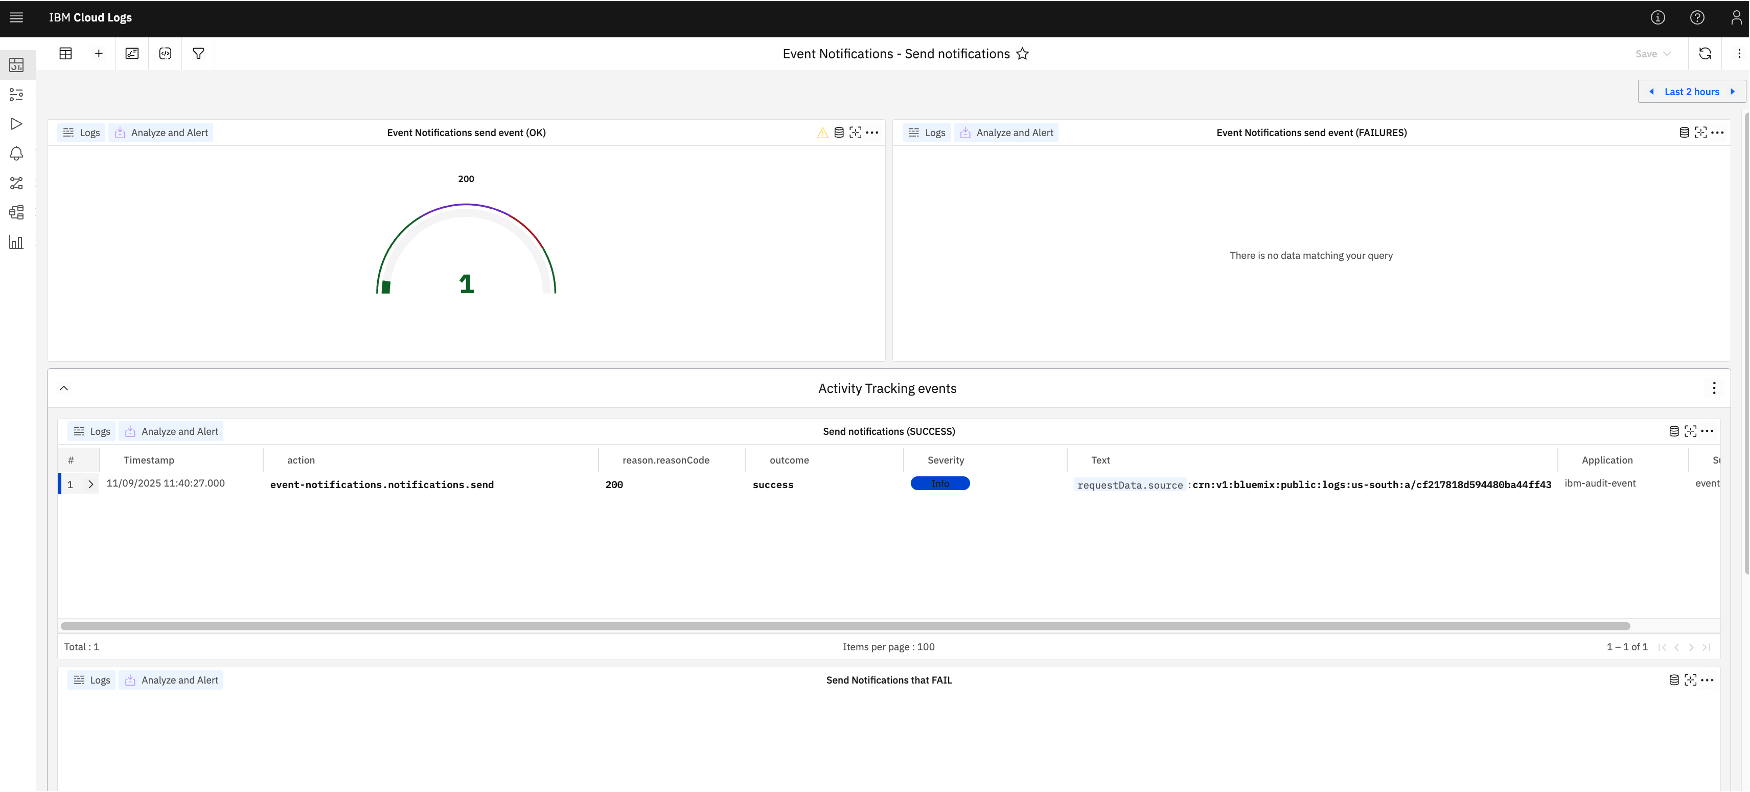 IBM Cloud Logs
Event Notifications - Send notifications
Save
Last 2 hours
Logs Analyze and Alert Event Notifications send event (OK)
200
1
Logs Analyze and Alert Event Notifications send event (FAILURES)
There is no data matching your query
Activity Tracking events
Logs Analyze and Alert Send notifications (SUCCESS)
# Timestamp action reason.reasonCode outcome Severity Text Application Su
1 11/09/2025 11:40:27.000 event-notifications.notifications.send 200 success Info requestData.source:crn:v1:bluemix:public:logs:us-south:a/cf217818d594480ba44ff43 ibm-audit-event event
Total : 1 Items per page : 100 1 – 1 of 1
Logs Analyze and Alert Send Notifications that FAIL